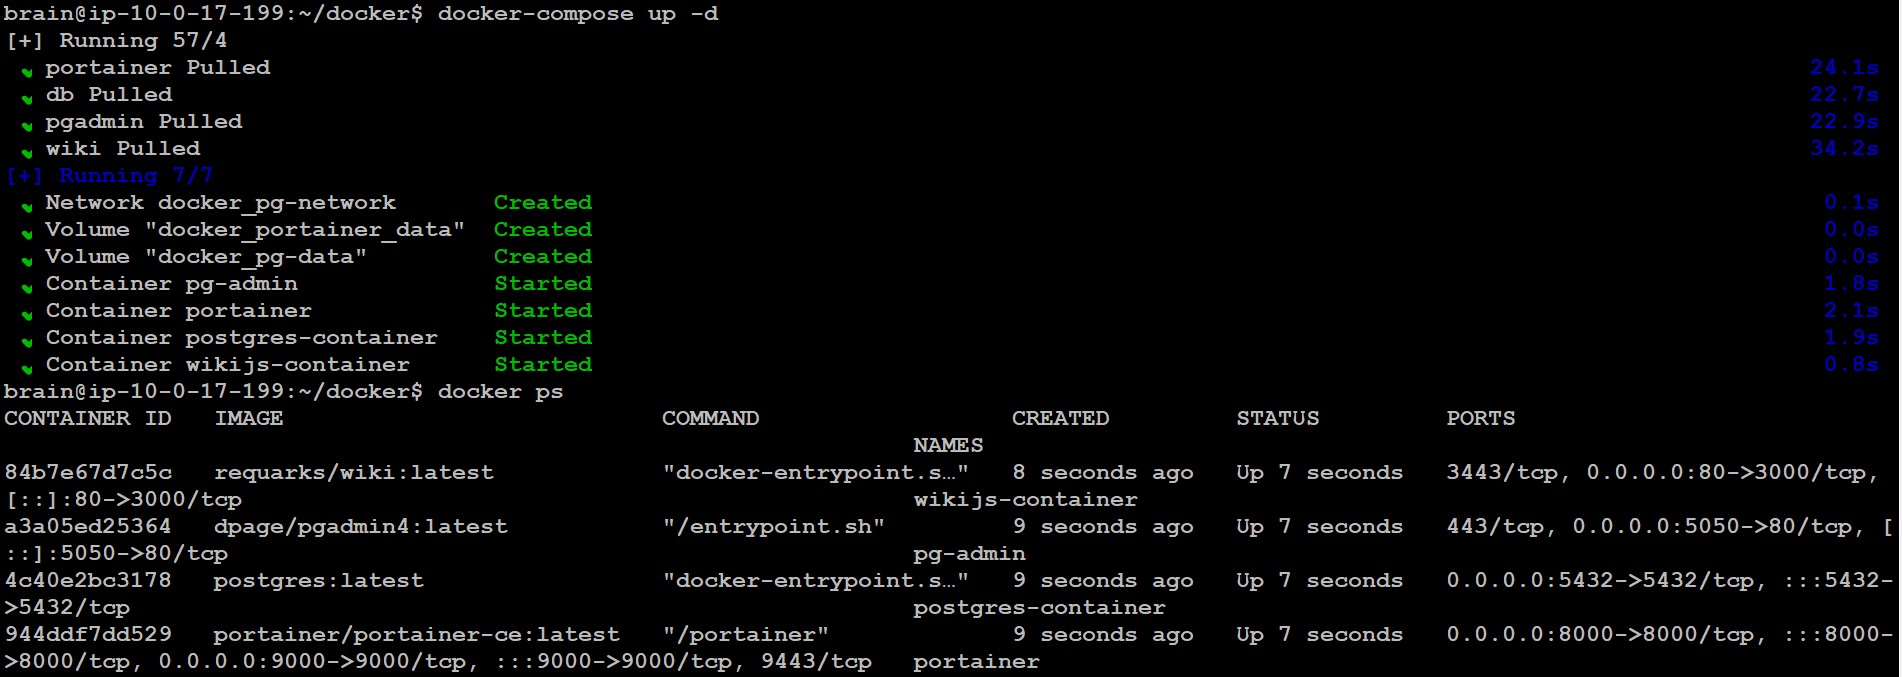 brain@ip-10-0-17-199:~/docker$ docker-compose up -d
[+] Running 57/4
✔ portainer Pulled 24.1s
✔ db Pulled 22.7s
✔ pgadmin Pulled 22.9s
✔ wiki Pulled 34.2s
[+] Running 7/7
✔ Network docker_pg-network Created 0.1s
✔ Volume "docker_portainer_data" Created 0.0s
✔ Volume "docker_pg-data" Created 0.0s
✔ Container pg-admin Started 1.8s
✔ Container portainer Started 2.1s
✔ Container postgres-container Started 1.9s
✔ Container wikijs-container Started 0.8s
brain@ip-10-0-17-199:~/docker$ docker ps
CONTAINER ID IMAGE COMMAND CREATED STATUS PORTS
NAMES
84b7e67d7c5c requarks/wiki:latest "docker-entrypoint.s…" 8 seconds ago Up 7 seconds 3443/tcp, 0.0.0.0:80->3000/tcp,
[::]:80->3000/tcp wikijs-container
a3a05ed25364 dpage/pgadmin4:latest "/entrypoint.sh" 9 seconds ago Up 7 seconds 443/tcp, 0.0.0.0:5050->80/tcp, [
::]:5050->80/tcp pg-admin
4c40e2bc3178 postgres:latest "docker-entrypoint.s…" 9 seconds ago Up 7 seconds 0.0.0.0:5432->5432/tcp, :::5432-
>5432/tcp postgres-container
944ddf7dd529 portainer/portainer-ce:latest "/portainer" 9 seconds ago Up 7 seconds 0.0.0.0:8000->8000/tcp, :::8000-
>8000/tcp, 0.0.0.0:9000->9000/tcp, :::9000->9000/tcp, 9443/tcp portainer